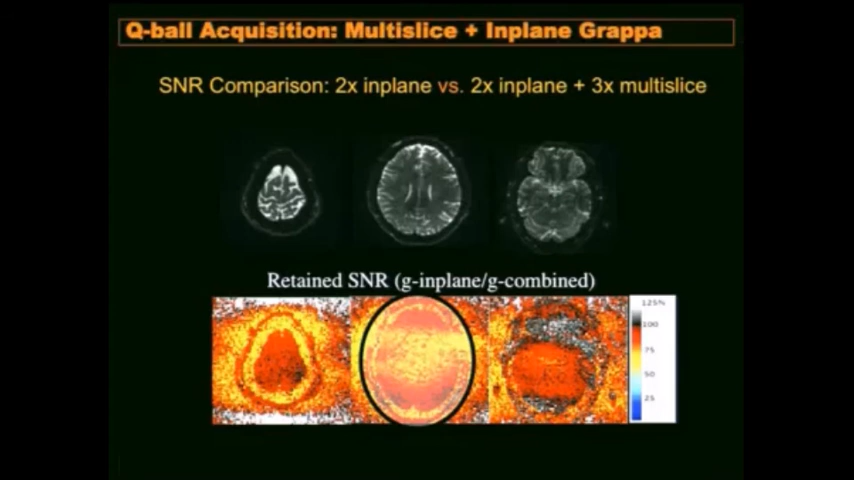 Q-ball Acquisition: Multislice + Inplane Grappa
SNR Comparison: 2x inplane vs. 2x inplane + 3x multislice
Retained SNR (g-inplane/g-combined)
125%
100
75
50
25